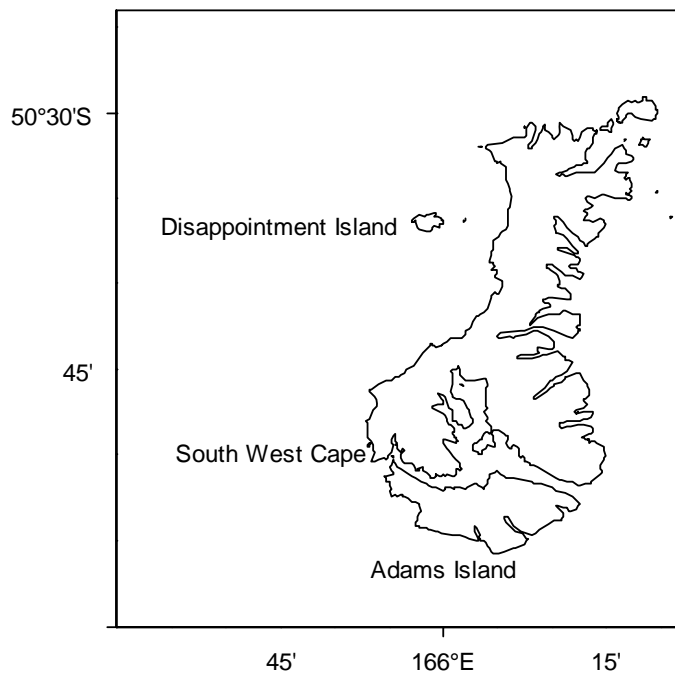 50°30'S
Disappointment Island
45'
South West Cape
Adams Island
45' 166°E 15'